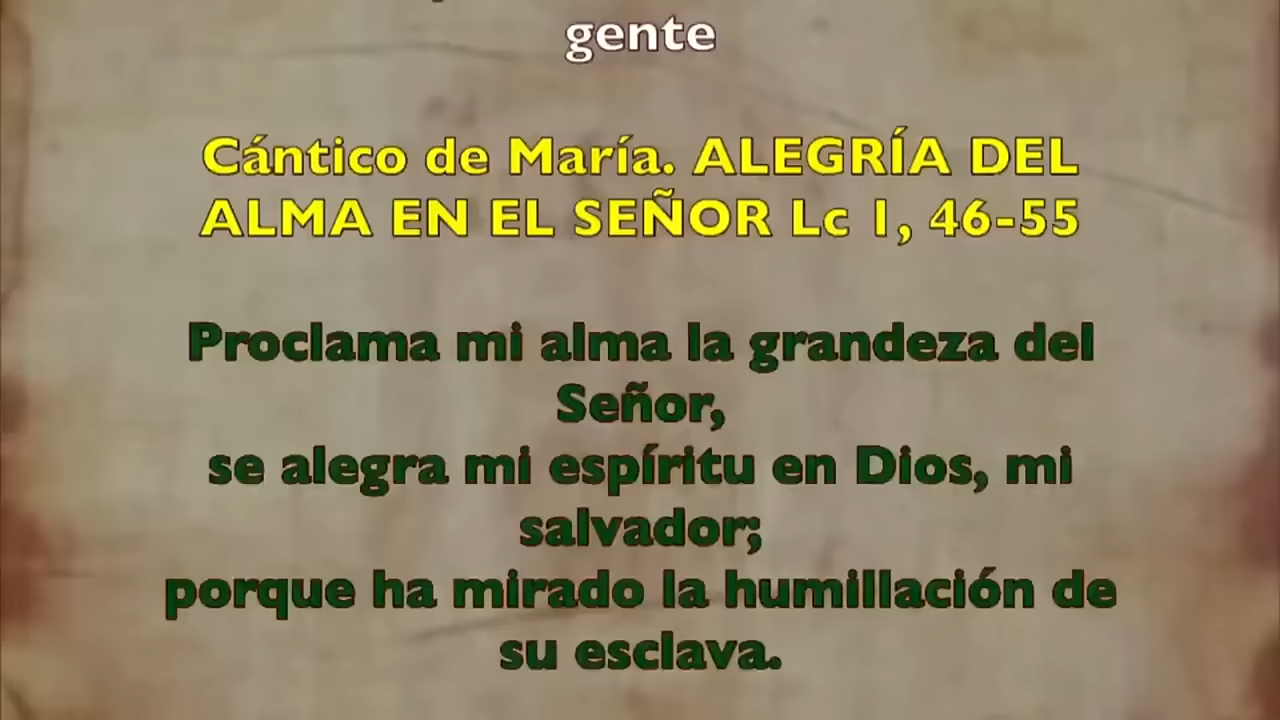 gente
Cántico de María. ALEGRÍA DEL
ALMA EN EL SEÑOR Lc 1, 46-55
Proclama mi alma la grandeza del
Señor,
se alegra mi espíritu en Dios, mi
salvador;
porque ha mirado la humillación de
su esclava.